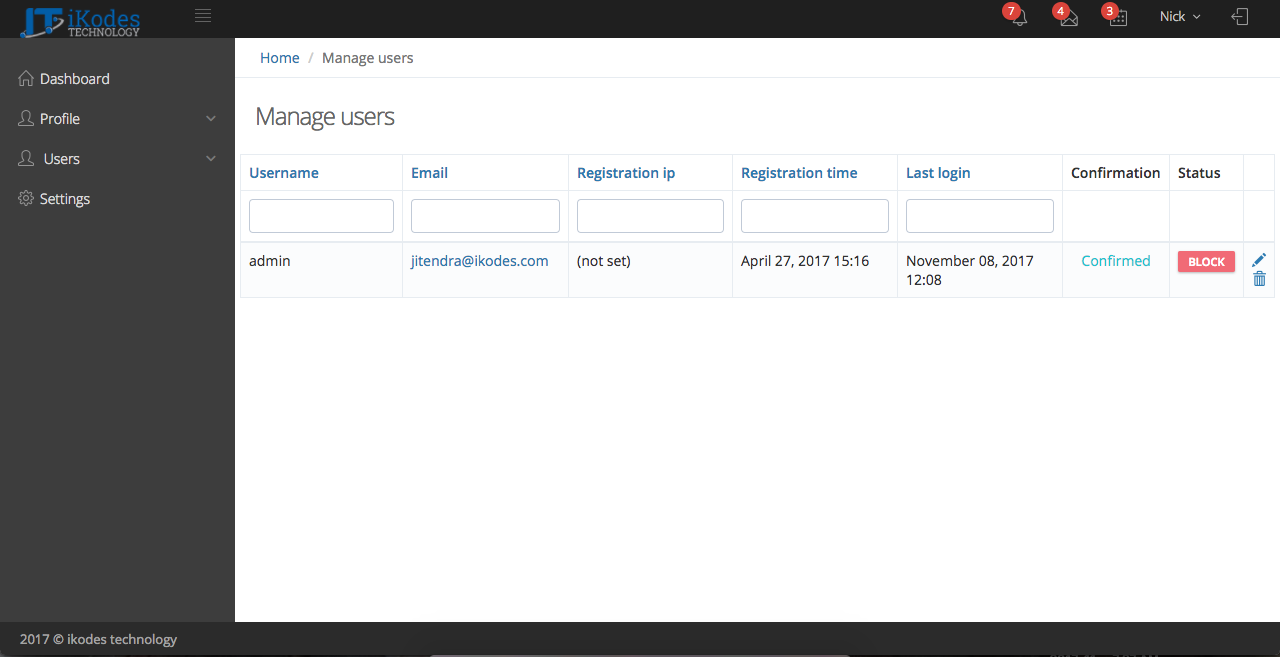 JT iKodes
TECHNOLOGY
7
4
3
Nick
Dashboard
Profile
Users
Settings
Home / Manage users
Manage users
Username Email Registration ip Registration time Last login Confirmation Status
admin jitendra@ikodes.com (not set) April 27, 2017 15:16 November 08, 2017 Confirmed BLOCK
12:08
2017 © ikodes technology